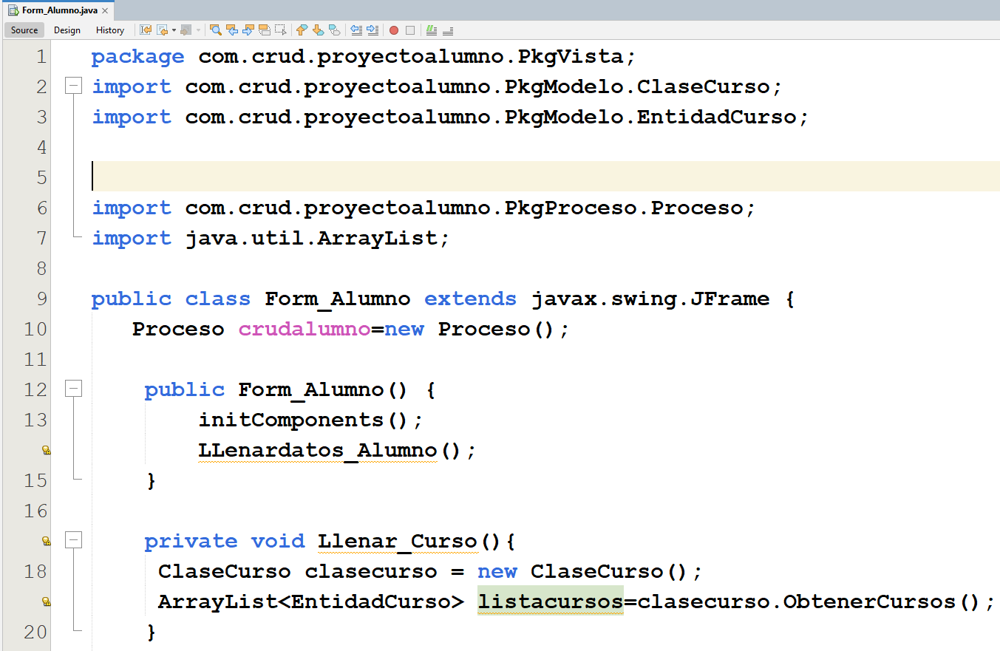 Form_Alumno.java
Source Design History
1 package com.crud.proyectoalumno.PkgVista;
2 import com.crud.proyectoalumno.PkgModelo.ClaseCurso;
3 import com.crud.proyectoalumno.PkgModelo.EntidadCurso;
4
5
6 import com.crud.proyectoalumno.PkgProceso.Proceso;
7 import java.util.ArrayList;
8
9 public class Form_Alumno extends javax.swing.JFrame {
10 Proceso crudalumno=new Proceso();
11
12 public Form_Alumno() {
13 initComponents();
LLenardatos_Alumno();
15 }
16
private void Llenar_Curso(){
18 ClaseCurso clasecurso = new ClaseCurso();
ArrayList<EntidadCurso> listacursos=clasecurso.ObtenerCursos();
20 }